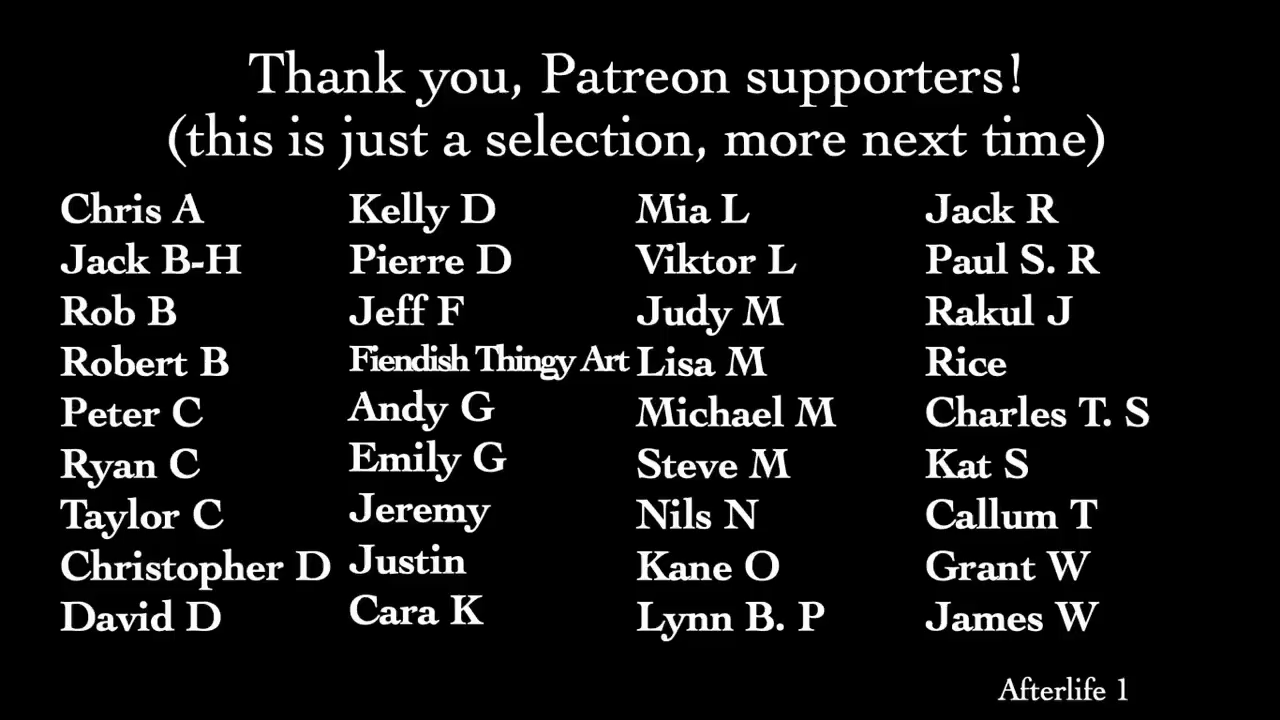 Thank you, Patreon supporters!
(this is just a selection, more next time)
Chris A
Jack B-H
Rob B
Robert B
Peter C
Ryan C
Taylor C
Christopher D
David D
Kelly D
Pierre D
Jeff F
Fiendish Thingy Art
Andy G
Emily G
Jeremy
Justin
Cara K
Mia L
Viktor L
Judy M
Lisa M
Michael M
Steve M
Nils N
Kane O
Lynn B. P
Jack R
Paul S. R
Rakul J
Rice
Charles T. S
Kat S
Callum T
Grant W
James W
Afterlife 1